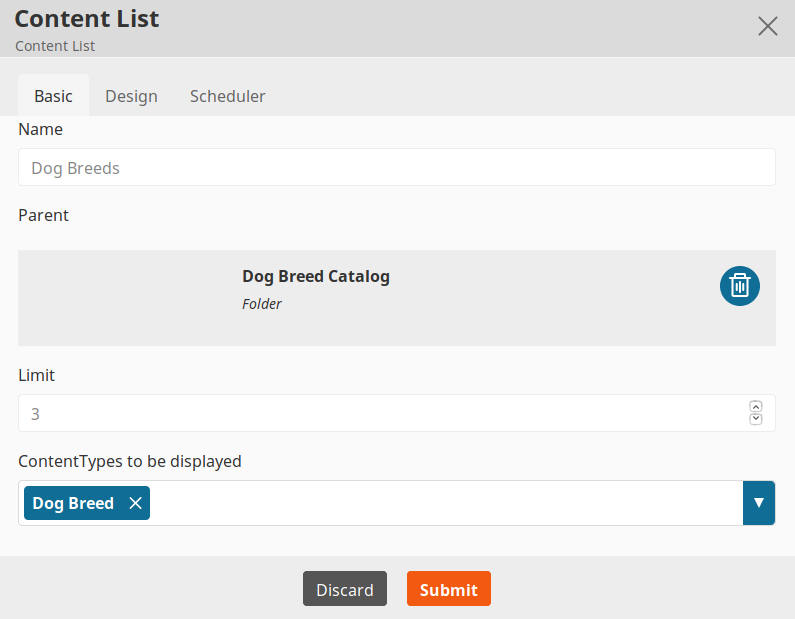 Content List
Content List
Basic Design Scheduler
Name
Dog Breeds
Parent
Dog Breed Catalog
Folder
Limit
3
ContentTypes to be displayed
Dog Breed
Discard Submit